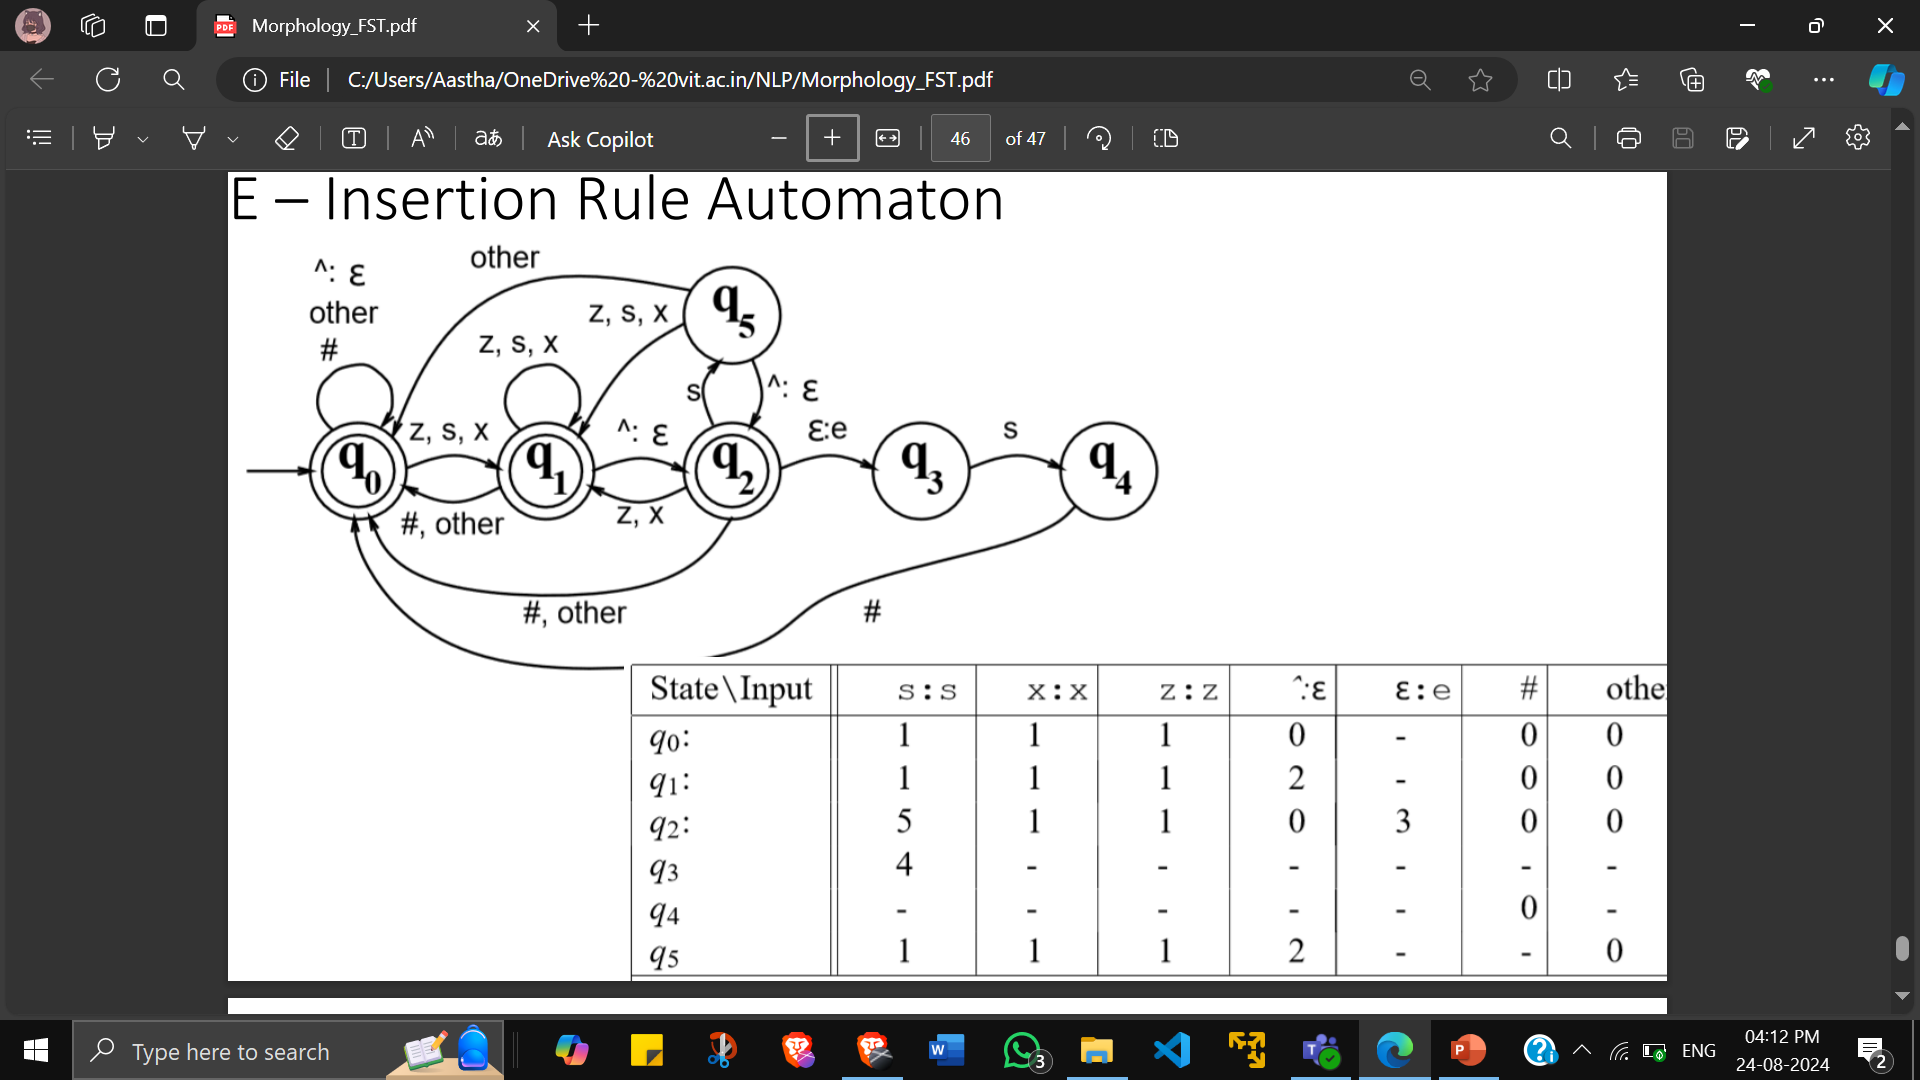 Morphology_FST.pdf
File
C:/Users/Aastha/OneDrive%20-%20vit.ac.in/NLP/Morphology_FST.pdf
Ask Copilot
46 of 47
E – Insertion Rule Automaton
^: ε
other
#
other
z, s, x
z, s, x
q5
s
^: ε
z, s, x
^: ε
ε:e
s
q0
q1
q2
q3
q4
#, other
z, x
#, other
#
State\Input s:s x:x z:z ^:ε ε:e # othe
q0: 1 1 1 0 - 0 0
q1: 1 1 1 2 - 0 0
q2: 5 1 1 0 3 0 0
q3 4 - - - - - -
q4 - - - - - 0 -
q5 1 1 1 2 - - 0
Type here to search
3
ENG
04:12 PM
24-08-2024
2